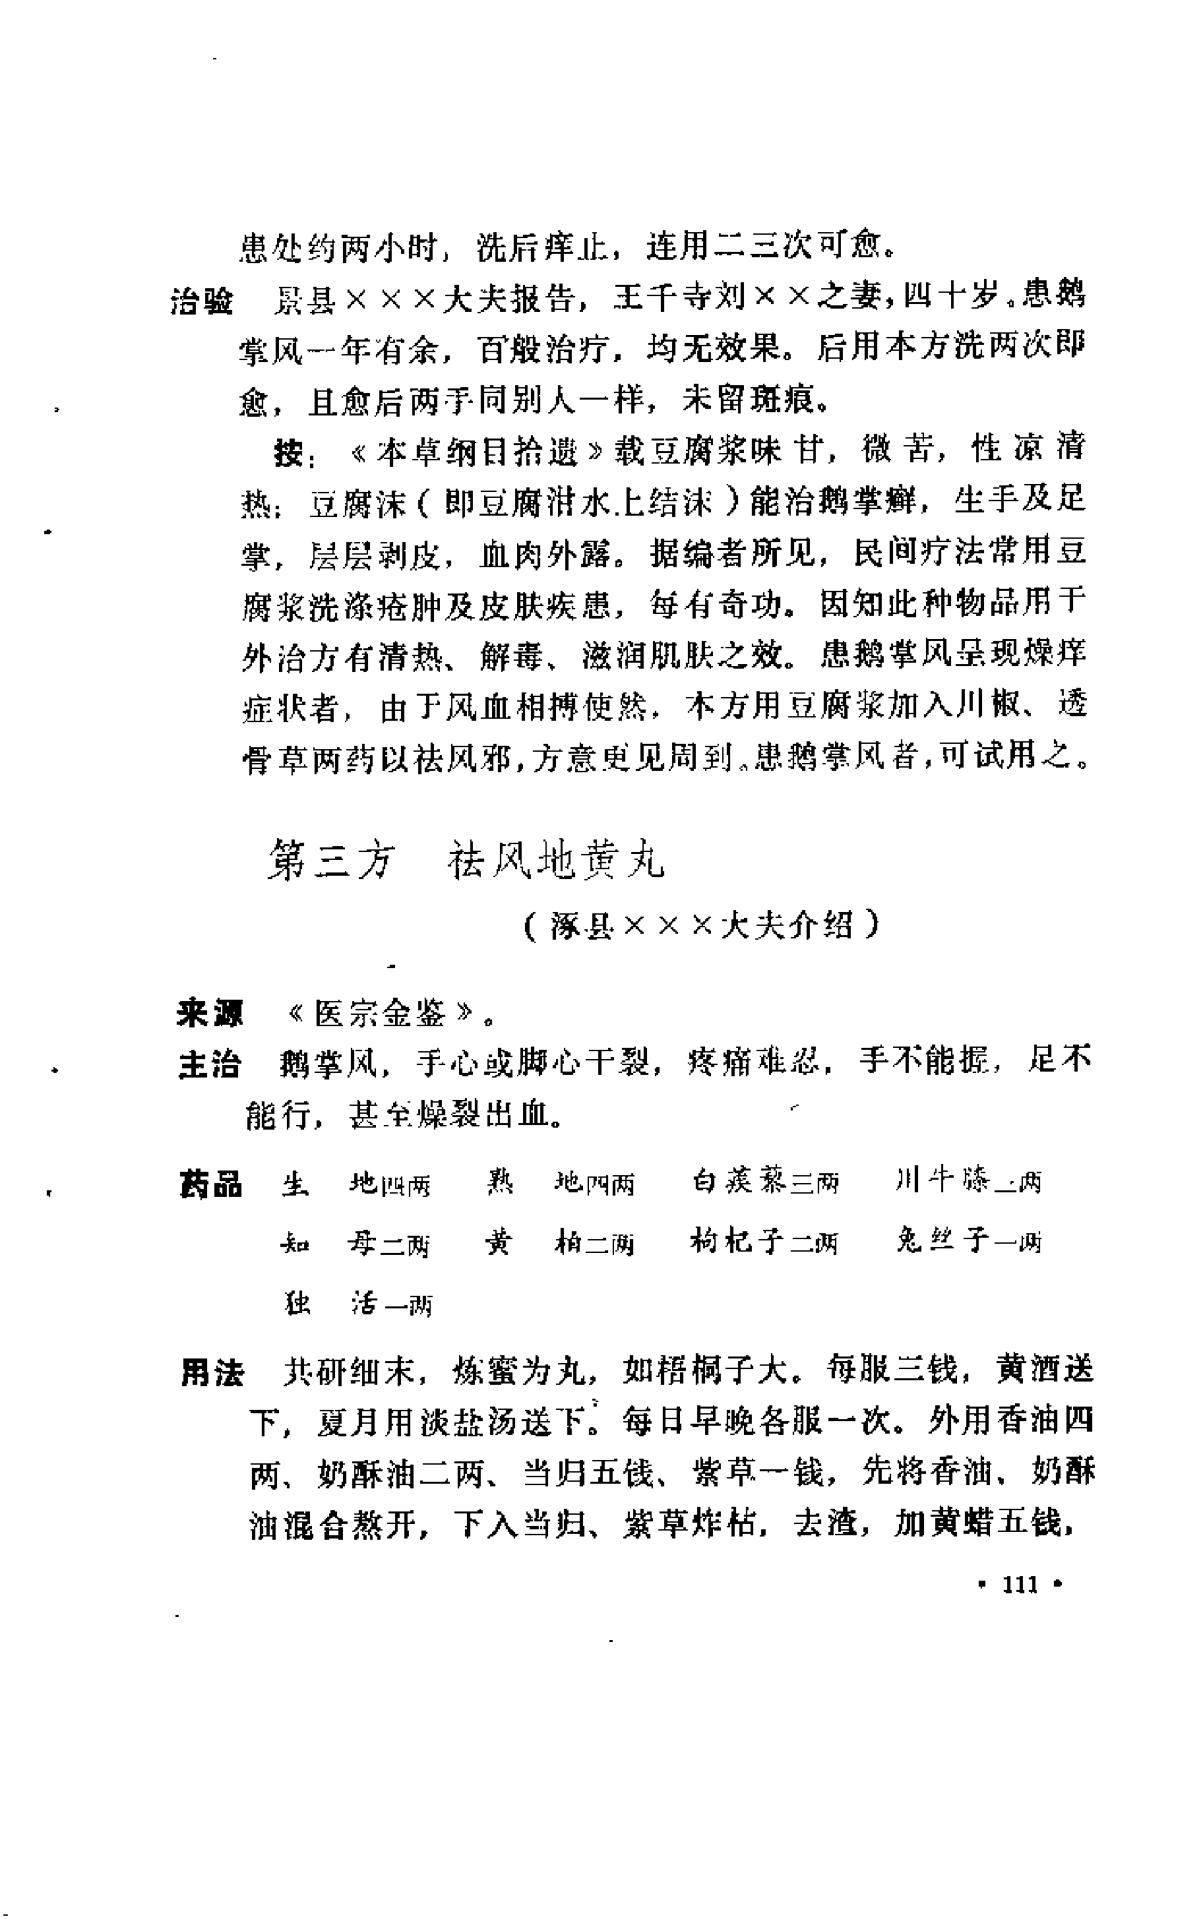 患处约两小时，洗后痒止，连用二三次可愈。
治验　景县×××大夫报告，王千寺刘××之妻，四十岁。患鹅
掌风一年有余，百般治疗，均无效果。后用本方洗两次即
愈，且愈后两手同别人一样，未留斑痕。
按：《本草纲目拾遗》载豆腐浆味甘，微苦，性凉清
热；豆腐沫（即豆腐泔水上结沫）能治鹅掌癣，生手及足
掌，层层剥皮，血肉外露。据编者所见，民间疗法常用豆
腐浆洗涤疮肿及皮肤疾患，每有奇功。因知此种物品用于
外治方有清热、解毒、滋润肌肤之效。患鹅掌风呈现燥痒
症状者，由于风血相搏使然，本方用豆腐浆加入川椒、透
骨草两药以祛风邪，方意更见周到。患鹅掌风者，可试用之。
第三方　祛风地黄丸
（涿县×××大夫介绍）
来源　《医宗金鉴》。
主治　鹅掌风，手心或脚心干裂，疼痛难忍，手不能握，足不
能行，甚至燥裂出血。
药品　生　地四两　熟　地四两　白蒺藜三两　川牛膝二两
知　母二两　黄　柏二两　枸杞子二两　兔丝子一两
独　活一两
用法　共研细末，炼蜜为丸，如梧桐子大。每服三钱，黄酒送
下，夏月用淡盐汤送下。每日早晚各服一次。外用香油四
两、奶酥油二两、当归五钱、紫草一钱，先将香油、奶酥
油混合熬开，下入当归、紫草炸枯，去渣，加黄蜡五钱，
• 111 •